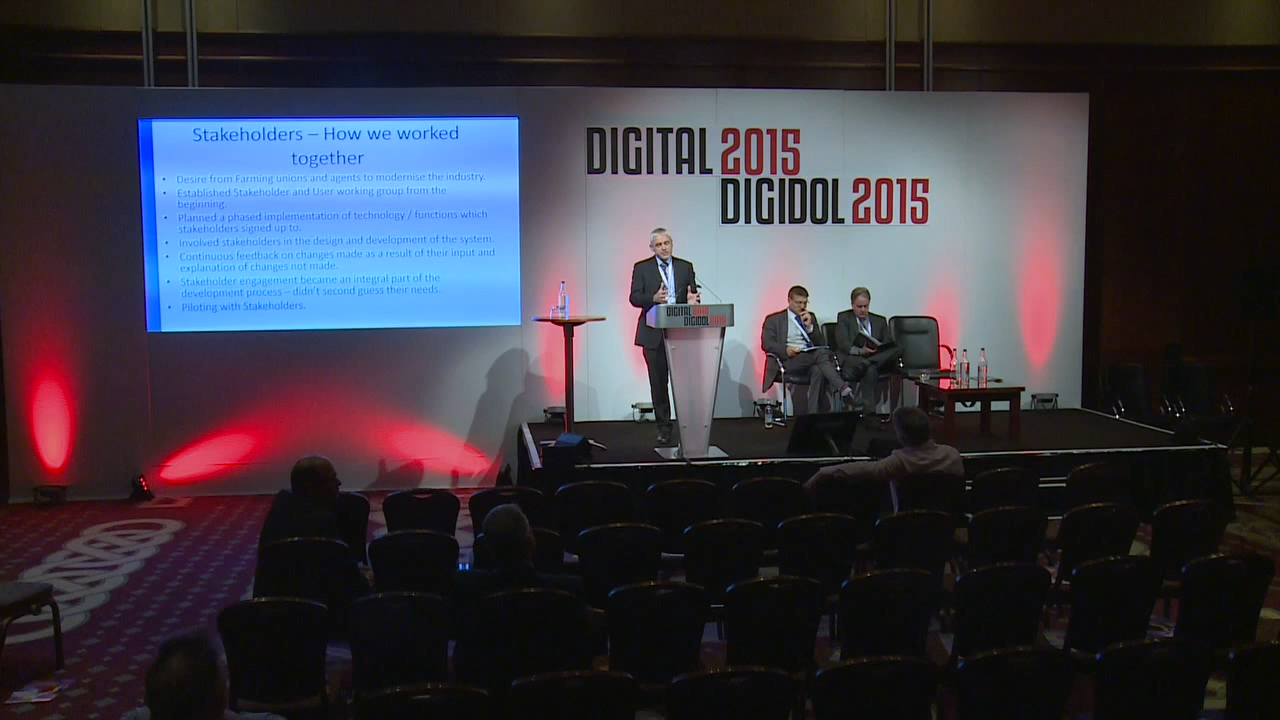 Stakeholders – How we worked
together
• Desire from Farming unions and agents to modernise the industry.
• Established Stakeholder and User working group from the
beginning.
• Planned a phased implementation of technology / functions which
stakeholders signed up to.
• Involved stakeholders in the design and development of the system.
• Continuous feedback on changes made as a result of their input and
explanation of changes not made.
• Stakeholder engagement became an integral part of the
development process – didn't second guess their needs.
• Piloting with Stakeholders.
DIGITAL 2015
DIGIDOL 2015
DIGITAL 2015
DIGIDOL 2015